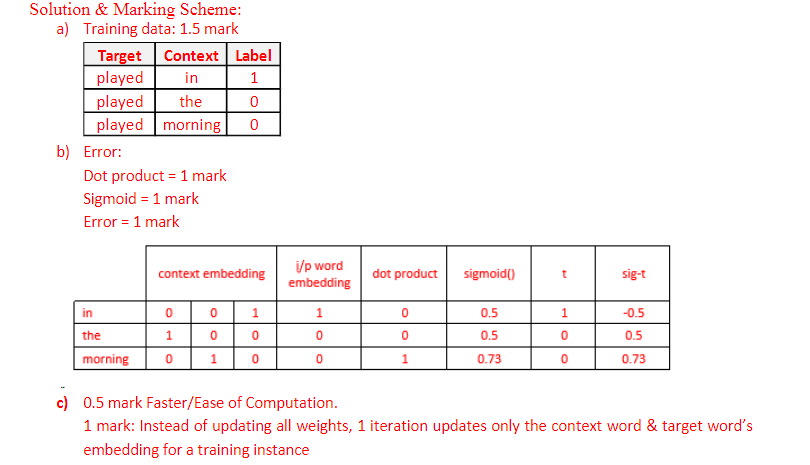 Solution & Marking Scheme:
a) Training data: 1.5 mark
Target Context Label
played in 1
played the 0
played morning 0
b) Error:
Dot product = 1 mark
Sigmoid = 1 mark
Error = 1 mark
context embedding i/p word embedding dot product sigmoid() t sig-t
in 0 0 1 1 0 0.5 1 -0.5
the 1 0 0 0 0 0.5 0 0.5
morning 0 1 0 0 1 0.73 0 0.73
c) 0.5 mark Faster/Ease of Computation.
1 mark: Instead of updating all weights, 1 iteration updates only the context word & target word's
embedding for a training instance